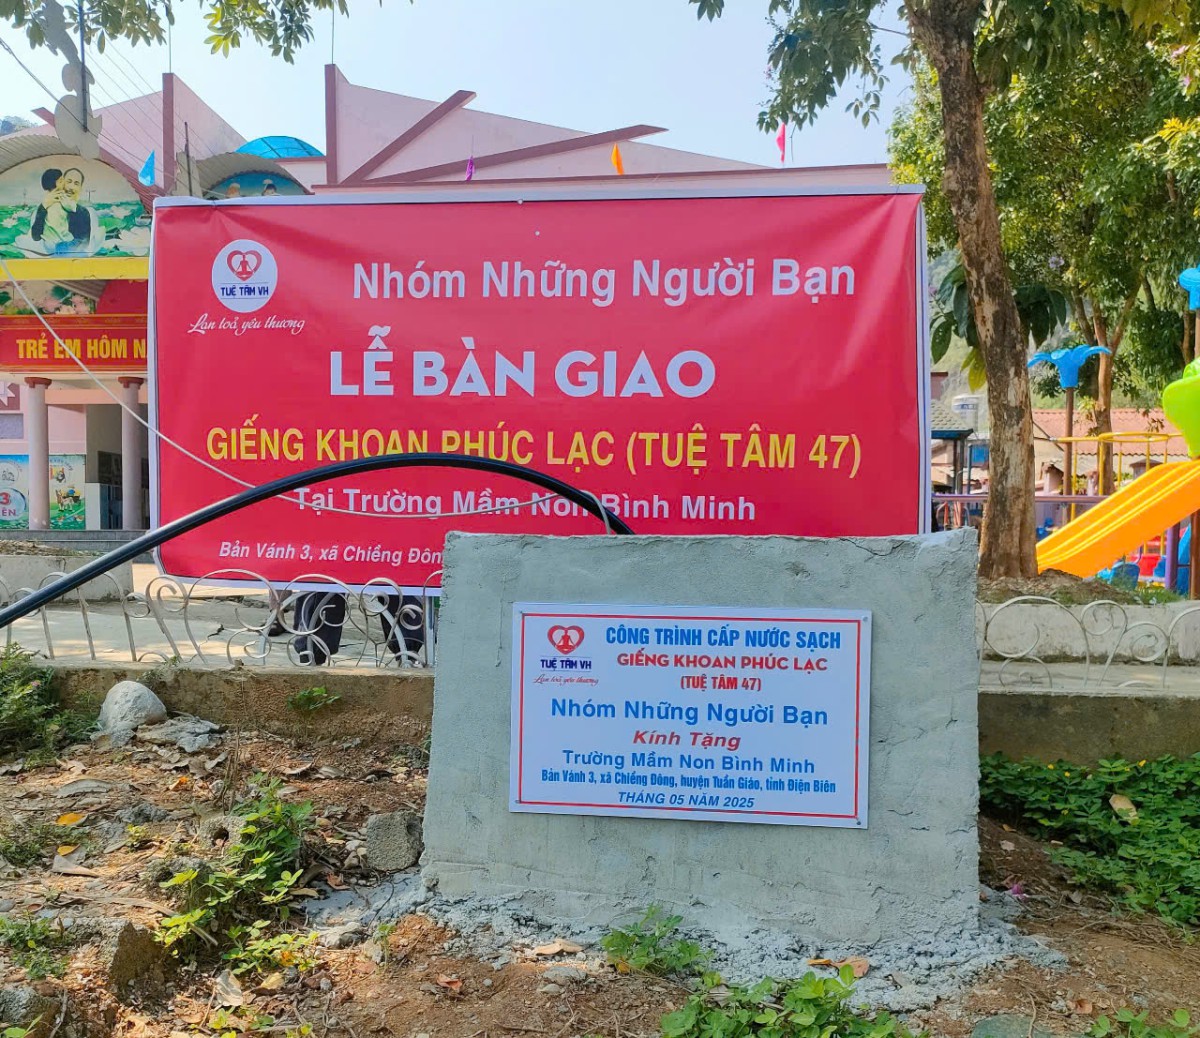 TUỆ TÂM VH
Lan toả yêu thương
Nhóm Những Người Bạn
LỄ BÀN GIAO
GIẾNG KHOAN PHÚC LẠC (TUỆ TÂM 47)
Tại Trường Mầm Non Bình Minh
Bản Vánh 3, xã Chiềng Đông
TRẺ EM HÔM N
3
TUỆ TÂM VH
Lan toả yêu thương
CÔNG TRÌNH CẤP NƯỚC SẠCH
GIẾNG KHOAN PHÚC LẠC
(TUỆ TÂM 47)
Nhóm Những Người Bạn
Kính Tặng
Trường Mầm Non Bình Minh
Bản Vánh 3, xã Chiềng Đông, huyện Tuần Giáo, tỉnh Điện Biên
THÁNG 05 NĂM 2025